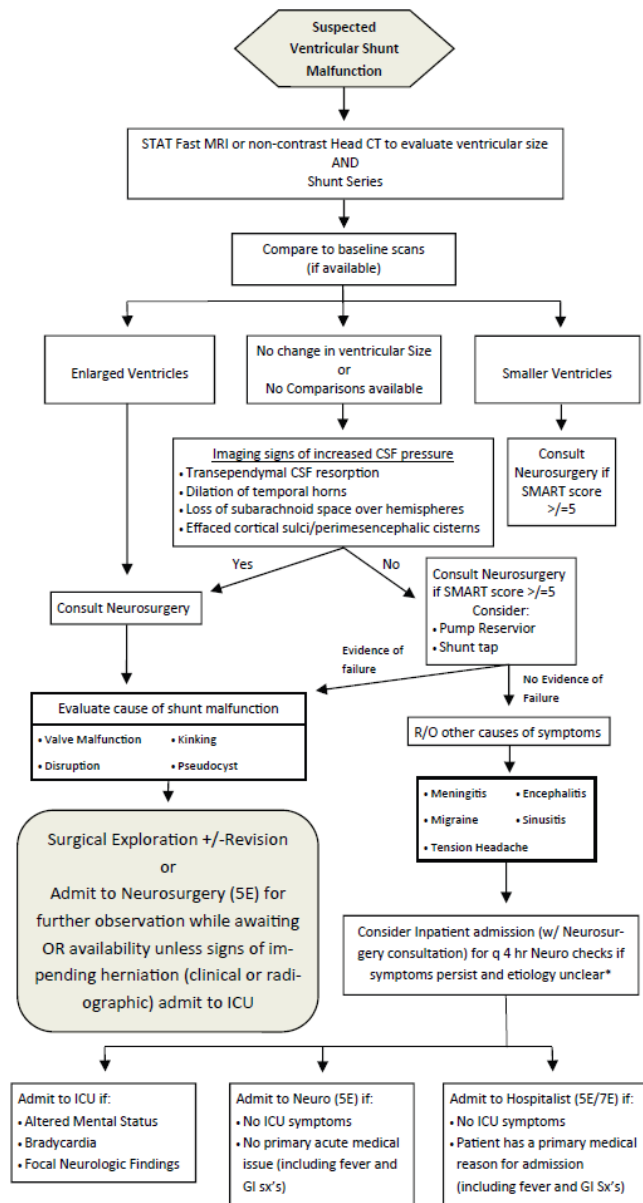 Suspected
Ventricular Shunt
Malfunction
STAT Fast MRI or non-contrast Head CT to evaluate ventricular size
AND
Shunt Series
Compare to baseline scans
(if available)
Enlarged Ventricles
No change in ventricular Size
or
No Comparisons available
Smaller Ventricles
Imaging signs of increased CSF pressure
• Transependymal CSF resorption
• Dilation of temporal horns
• Loss of subarachnoid space over hemispheres
• Effaced cortical sulci/perimesencephalic cisterns
Consult
Neurosurgery if
SMART score
>/=5
Yes
No
Consult Neurosurgery
Consult Neurosurgery
if SMART score >/=5
Consider:
• Pump Reservior
• Shunt tap
Evidence of
failure
No Evidence of
Failure
Evaluate cause of shunt malfunction
• Valve Malfunction • Kinking
• Disruption • Pseudocyst
R/O other causes of symptoms
• Meningitis • Encephalitis
• Migraine • Sinusitis
• Tension Headache
Surgical Exploration +/-Revision
or
Admit to Neurosurgery (5E) for
further observation while awaiting
OR availability unless signs of im-
pending herniation (clinical or radi-
ographic) admit to ICU
Consider Inpatient admission (w/ Neurosur-
gery consultation) for q 4 hr Neuro checks if
symptoms persist and etiology unclear*
Admit to ICU if:
• Altered Mental Status
• Bradycardia
• Focal Neurologic Findings
Admit to Neuro (5E) if:
• No ICU symptoms
• No primary acute medical
issue (including fever and
GI sx's)
Admit to Hospitalist (5E/7E) if:
• No ICU symptoms
• Patient has a primary medical
reason for admission
(including fever and GI Sx's)